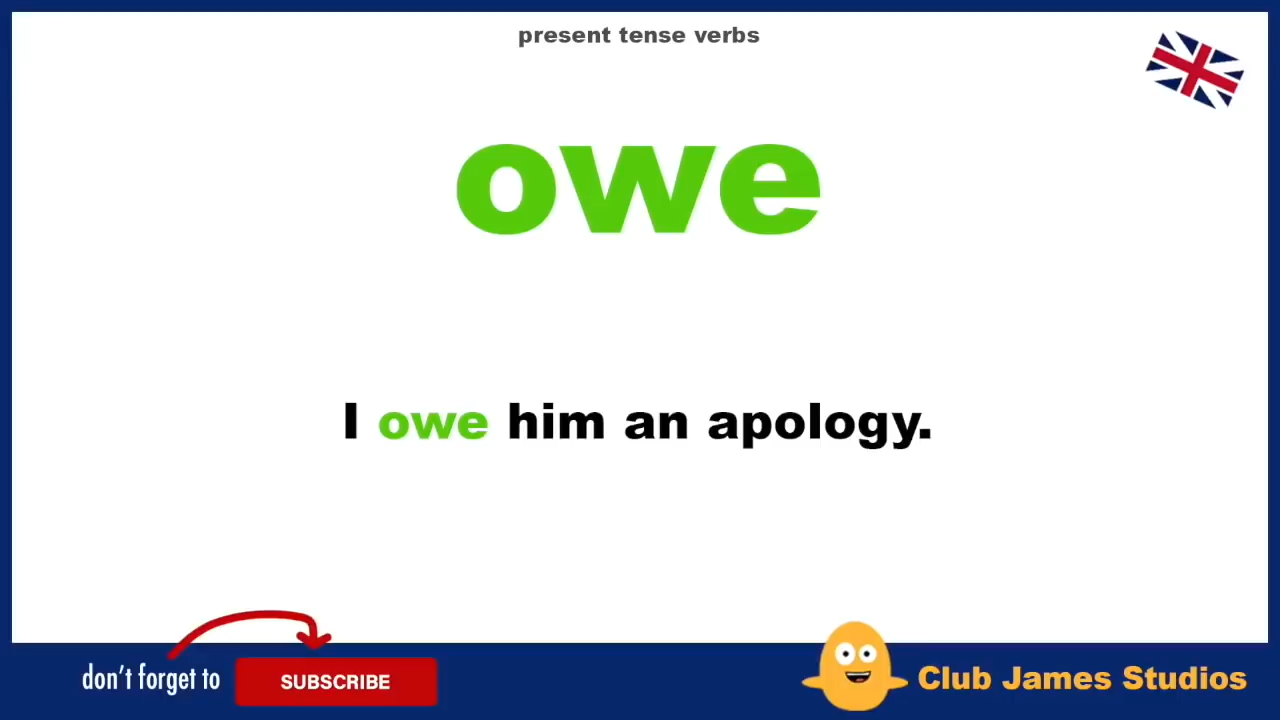 present tense verbs
owe
I owe him an apology.
don't forget to
SUBSCRIBE
Club James Studios